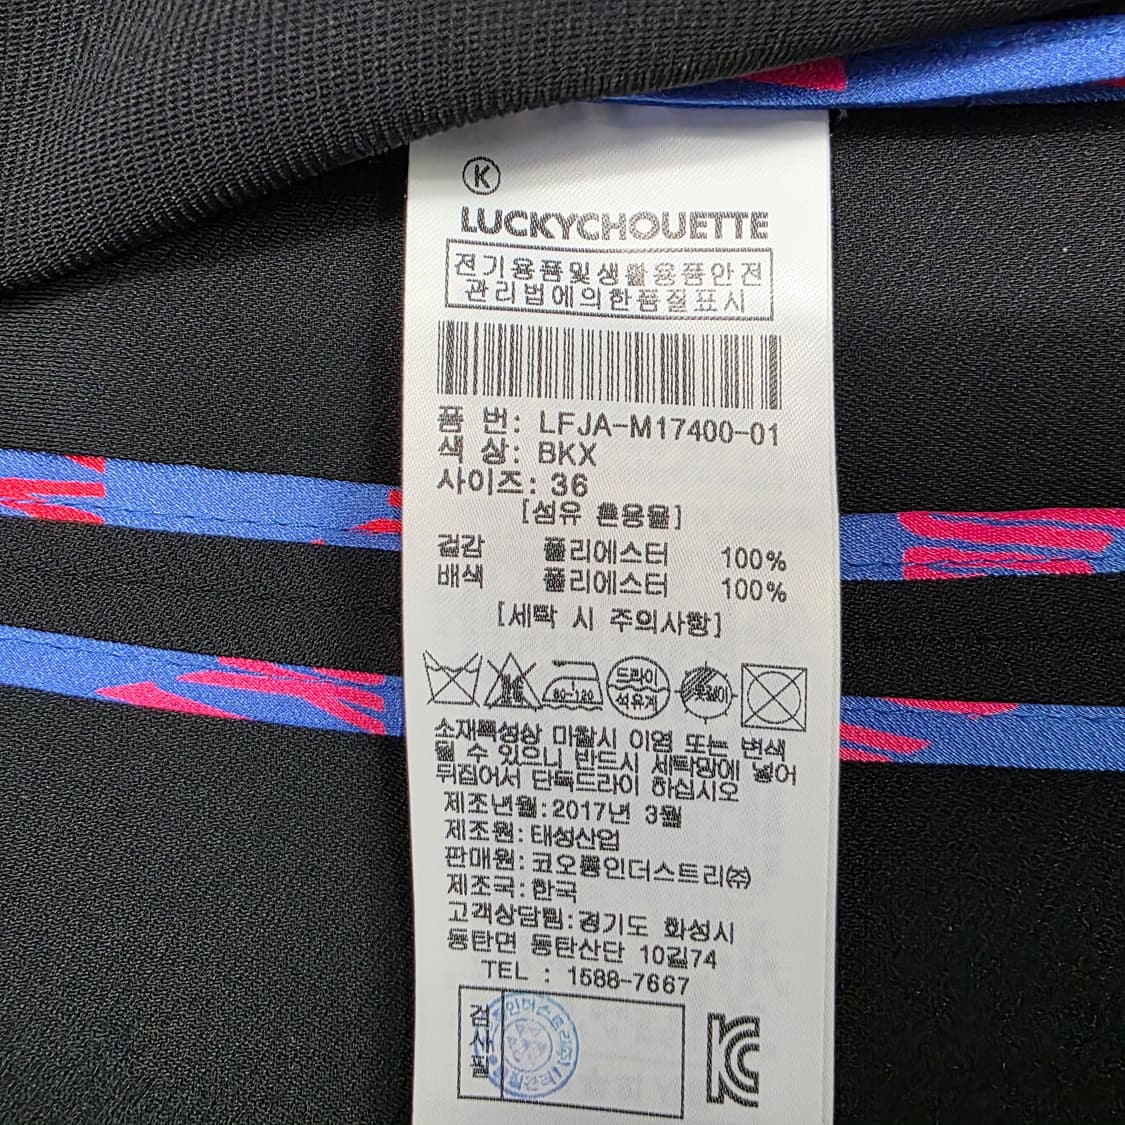 K
LUCKYCHOUETTE
전기용품및생활용품안전
관리법에의한품질표시
품 번: LFJA-M17400-01
색 상: BKX
사이즈: 36
[섬유 혼용율]
겉감 폴리에스터 100%
배색 폴리에스터 100%
[세탁 시 주의사항]
80-120 드라이 석유계
소재특성상 마찰시 이염 또는 변색
될 수 있으니 반드시 세탁망에 넣어
뒤집어서 단독드라이 하십시오
제조년월:2017년 3월
제조원:태성산업
판매원:코오롱인더스트리㈜
제조국:한국
고객상담팀:경기도 화성시
동탄면 동탄산단 10길74
TEL : 1588-7667
검사필